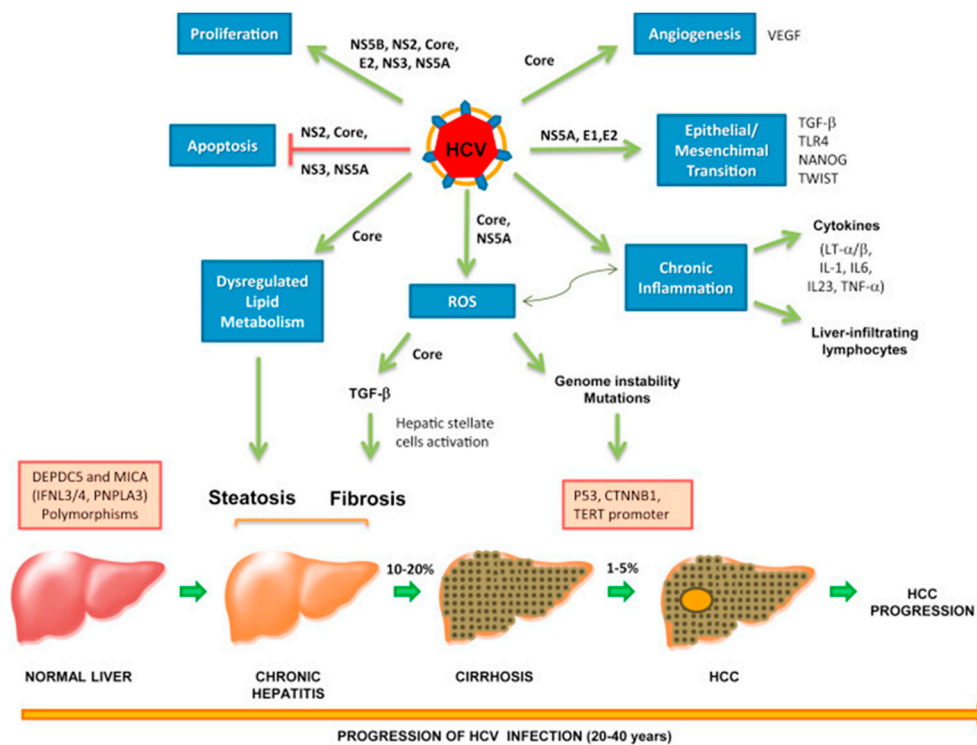 Proliferation
NS5B, NS2, Core,
E2, NS3, NS5A
Core
Angiogenesis
VEGF
Apoptosis
NS2, Core,
NS3, NS5A
HCV
NS5A, E1,E2
Epithelial/
Mesenchimal
Transition
TGF-β
TLR4
NANOG
TWIST
Core
Core,
NS5A
Dysregulated
Lipid
Metabolism
ROS
Chronic
Inflammation
Cytokines
(LT-α/β,
IL-1, IL6,
IL23, TNF-α)
Liver-infiltrating
lymphocytes
Core
TGF-β
Genome instability
Mutations
Hepatic stellate
cells activation
DEPDC5 and MICA
(IFNL3/4, PNPLA3)
Polymorphisms
Steatosis
Fibrosis
P53, CTNNB1,
TERT promoter
10-20%
1-5%
HCC
PROGRESSION
NORMAL LIVER
CHRONIC
HEPATITIS
CIRRHOSIS
HCC
PROGRESSION OF HCV INFECTION (20-40 years)